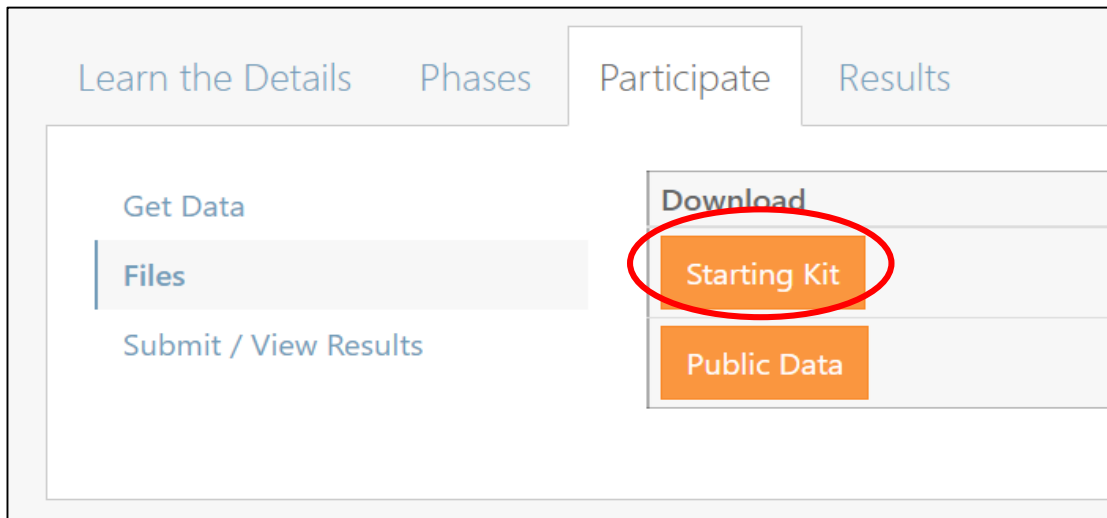 Learn the Details Phases Participate Results
Get Data
Files
Submit / View Results
Download
Starting Kit
Public Data